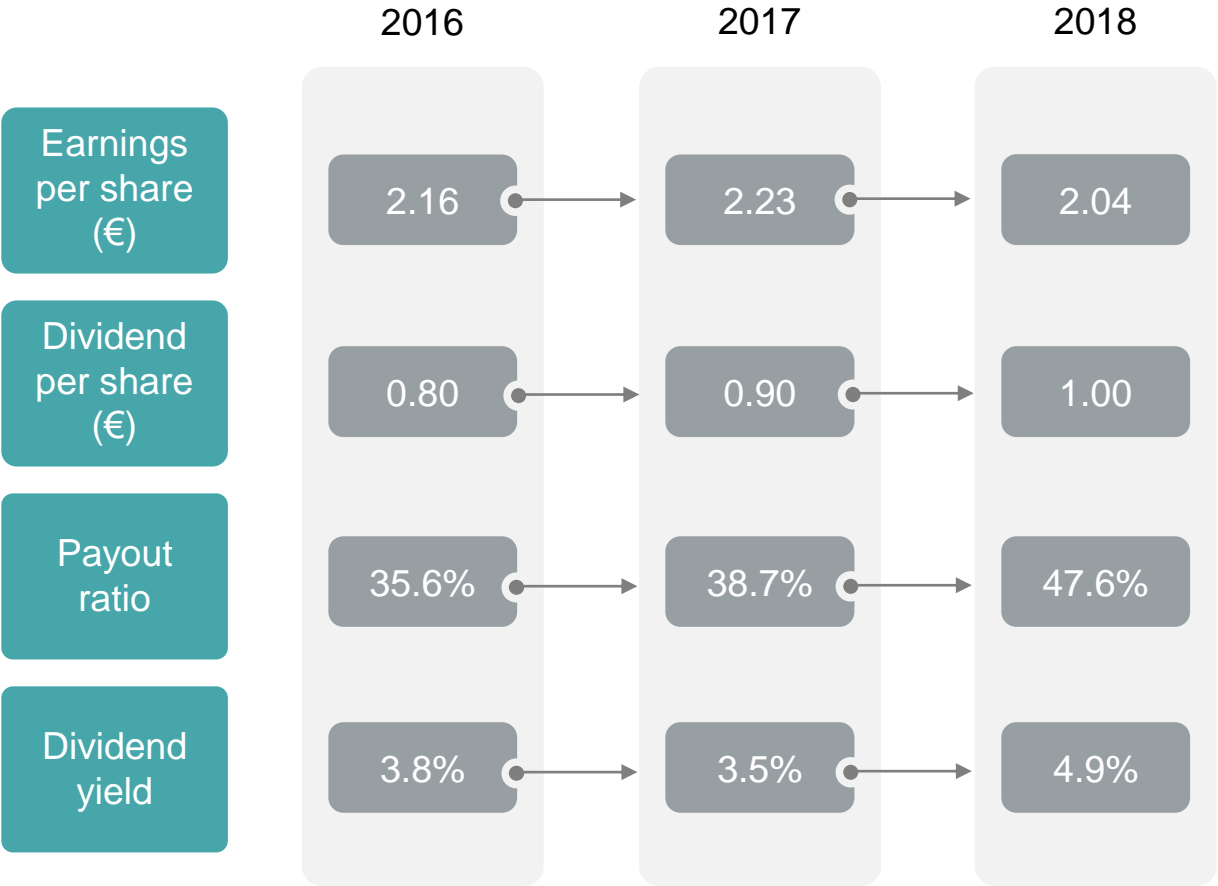 2016 2017 2018
Earnings
per share
(€)
2.16 2.23 2.04
Dividend
per share
(€)
0.80 0.90 1.00
Payout
ratio
35.6% 38.7% 47.6%
Dividend
yield
3.8% 3.5% 4.9%